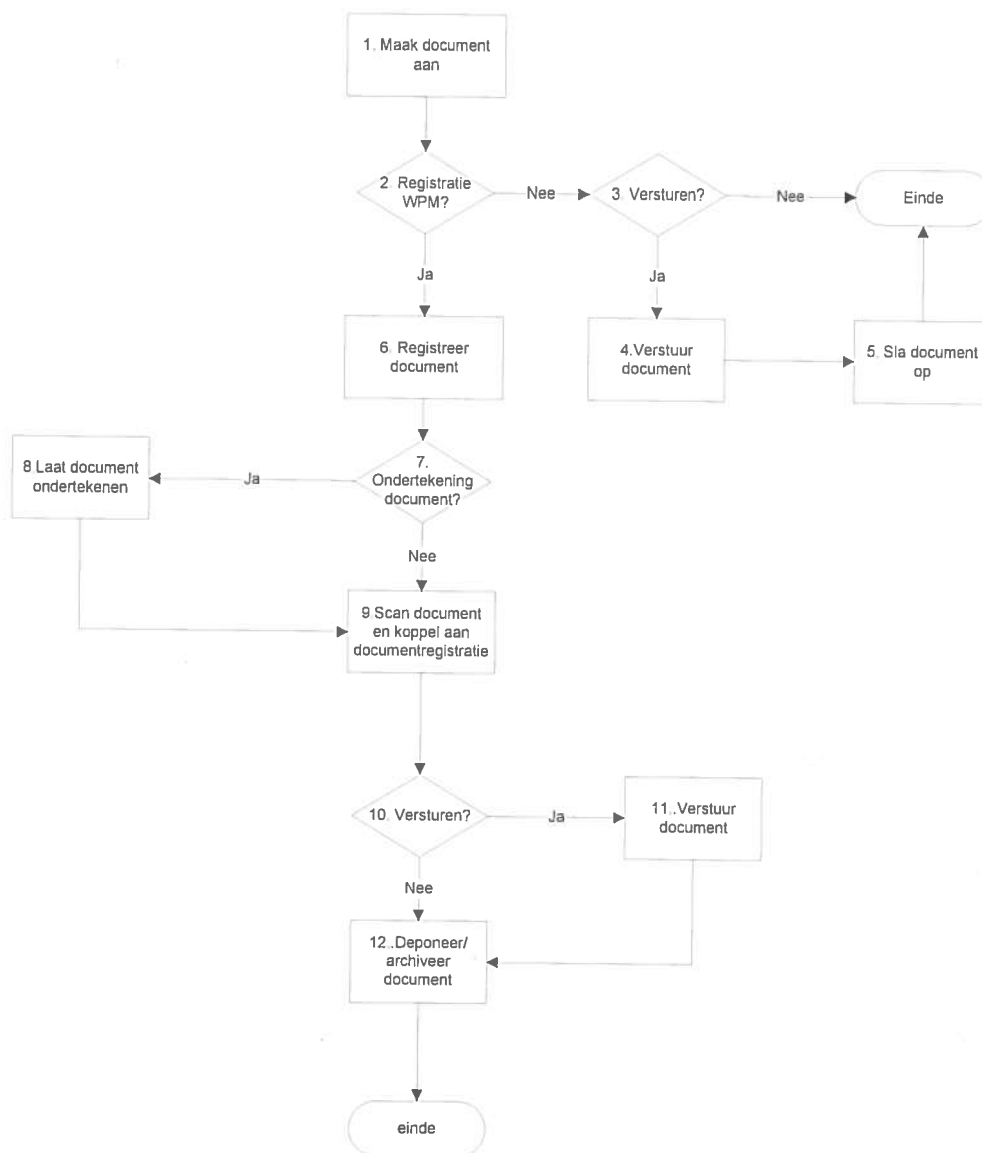 1. Maak document
aan
2. Registratie
WPM?
Nee
3. Versturen?
Nee
Einde
Ja
Ja
6. Registreer
document
4.Verstuur
document
5. Sla document
op
8 Laat document
ondertekenen
Ja
7.
Ondertekening
document?
Nee
9.Scan document
en koppel aan
documentregistratie
10. Versturen?
Ja
11..Verstuur
document
Nee
12..Deponeer/
archiveer
document
einde